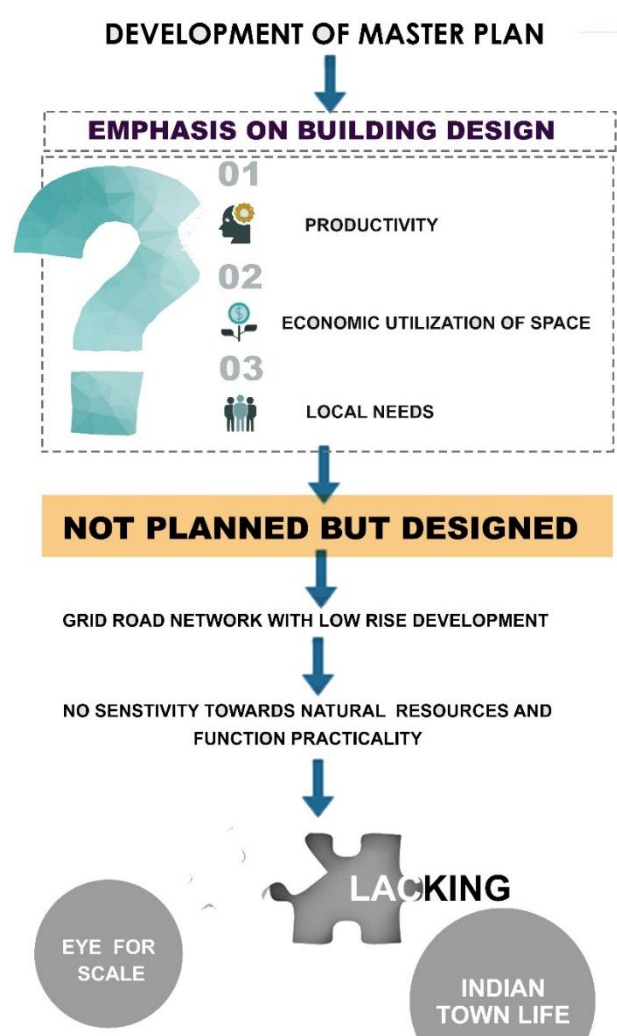 DEVELOPMENT OF MASTER PLAN
EMPHASIS ON BUILDING DESIGN
01
PRODUCTIVITY
02
ECONOMIC UTILIZATION OF SPACE
03
LOCAL NEEDS
NOT PLANNED BUT DESIGNED
GRID ROAD NETWORK WITH LOW RISE DEVELOPMENT
NO SENSTIVITY TOWARDS NATURAL RESOURCES AND
FUNCTION PRACTICALITY
LACKING
EYE FOR
SCALE
INDIAN
TOWN LIFE